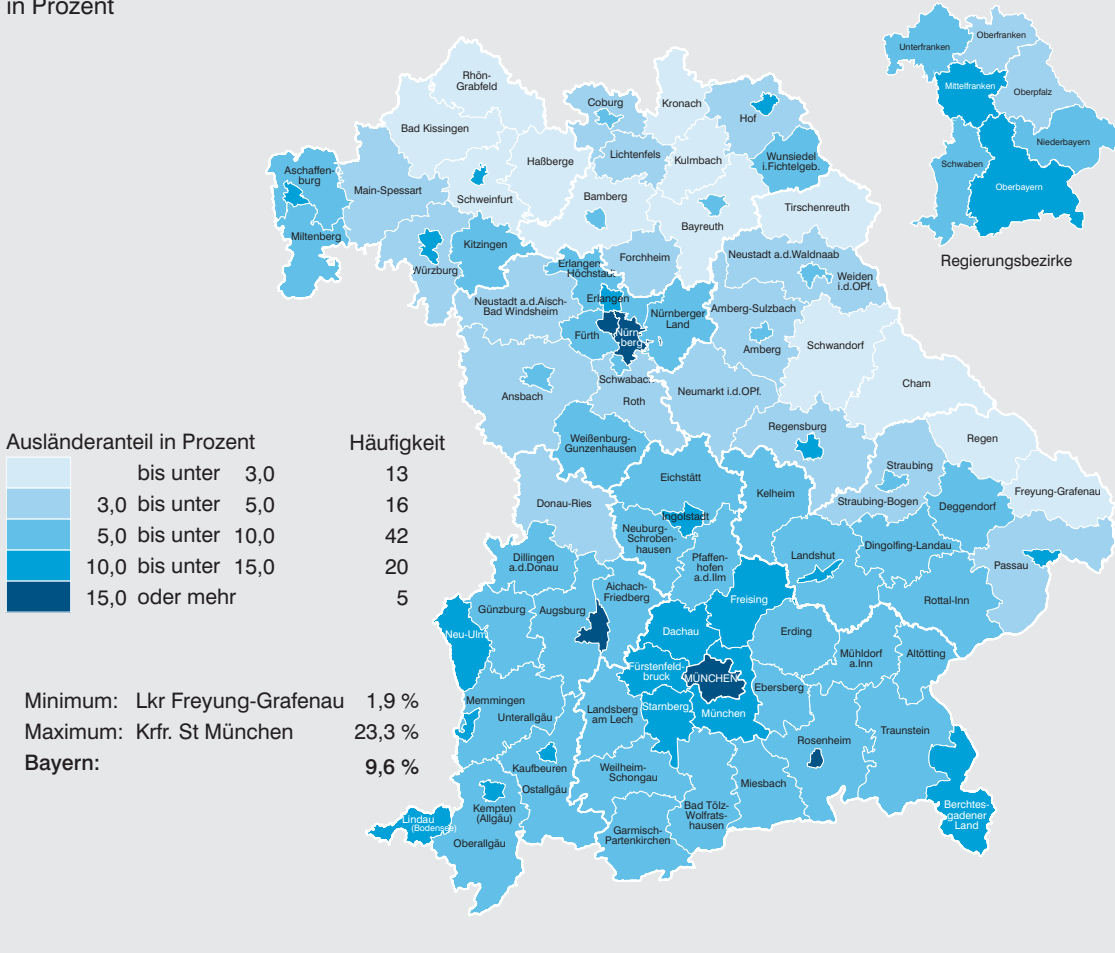 in Prozent
Unterfranken
Oberfranken
Mittelfranken
Oberpfalz
Niederbayern
Schwaben
Oberbayern
Regierungsbezirke
Rhön-
Grabfeld
Bad Kissingen
Coburg
Kronach
Hof
Lichtenfels
Kulmbach
Wunsiedel
i.Fichtelgeb.
Haßberge
Aschaffen-
burg
Main-Spessart
Schweinfurt
Bamberg
Bayreuth
Tirschenreuth
Miltenberg
Würzburg
Kitzingen
Erlangen-
Höchstadt
Forchheim
Neustadt a.d.Waldnaab
Weiden
i.d.OPf.
Neustadt a.d.Aisch-
Bad Windsheim
Erlangen
Nürnberger
Land
Amberg-Sulzbach
Fürth
Nürn-
berg
Amberg
Schwandorf
Ansbach
Schwabach
Roth
Neumarkt i.d.OPf.
Cham
Weißenburg-
Gunzenhausen
Regensburg
Regen
Straubing
Freyung-Grafenau
Eichstätt
Kelheim
Straubing-Bogen
Deggendorf
Donau-Ries
Ingolstadt
Neuburg-
Schroben-
hausen
Pfaffen-
hofen
a.d.Ilm
Landshut
Dingolfing-Landau
Passau
Dillingen
a.d.Donau
Aichach-
Friedberg
Rottal-Inn
Günzburg
Augsburg
Freising
Neu-Ulm
Dachau
Erding
Mühldorf
a.Inn
Altötting
Fürstenfeld-
bruck
MÜNCHEN
Ebersberg
Memmingen
Unterallgäu
Landsberg
am Lech
Starnberg
München
Rosenheim
Traunstein
Kaufbeuren
Ostallgäu
Weilheim-
Schongau
Miesbach
Bad Tölz-
Wolfrats-
hausen
Berchtes-
gadener
Land
Kempten
(Allgäu)
Lindau
(Bodensee)
Oberallgäu
Garmisch-
Partenkirchen
Ausländeranteil in Prozent Häufigkeit
bis unter 3,0 13
3,0 bis unter 5,0 16
5,0 bis unter 10,0 42
10,0 bis unter 15,0 20
15,0 oder mehr 5
Minimum: Lkr Freyung-Grafenau 1,9 %
Maximum: Krfr. St München 23,3 %
Bayern: 9,6 %